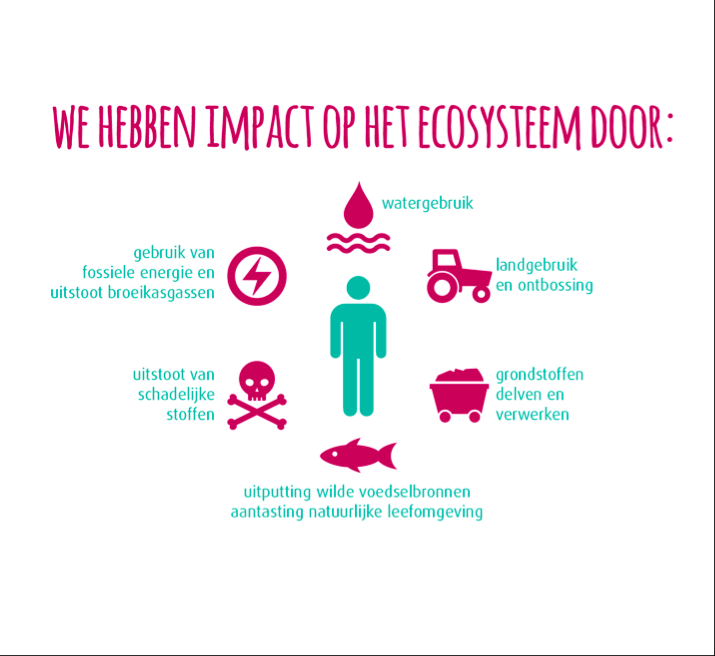 WE HEBBEN IMPACT OP HET ECOSYSTEEM DOOR:
watergebruik
gebruik van
fossiele energie en
uitstoot broeikasgassen
landgebruik
en ontbossing
uitstoot van
schadelijke
stoffen
grondstoffen
delven en
verwerken
uitputting wilde voedselbronnen
aantasting natuurlijke leefomgeving